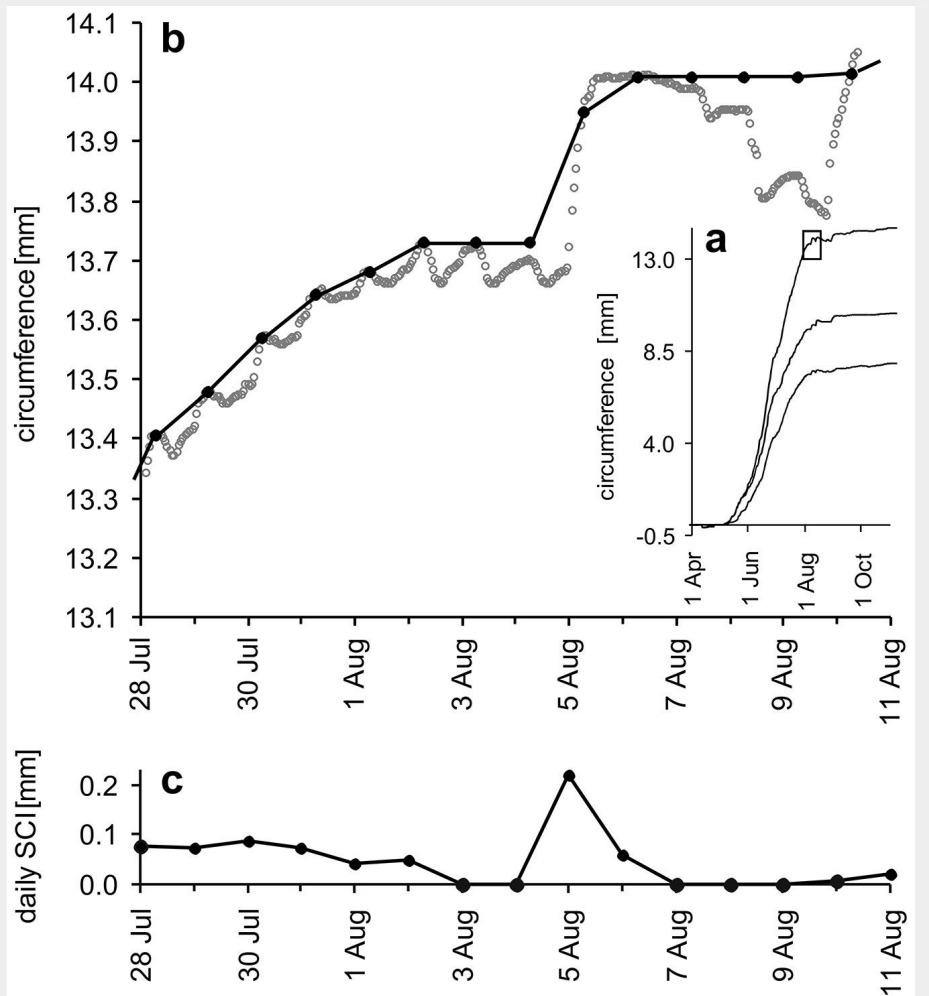 b
14.1
14.0
13.9
13.8
13.7
13.6
13.5
13.4
13.3
13.2
13.1
circumference [mm]
28 Jul
30 Jul
1 Aug
3 Aug
5 Aug
7 Aug
9 Aug
11 Aug
a
13.0
8.5
4.0
-0.5
circumference [mm]
1 Apr
1 Jun
1 Aug
1 Oct
c
0.2
0.1
0.0
daily SCI[mm]
28 Jul
30 Jul
1 Aug
3 Aug
5 Aug
7 Aug
9 Aug
11 Aug